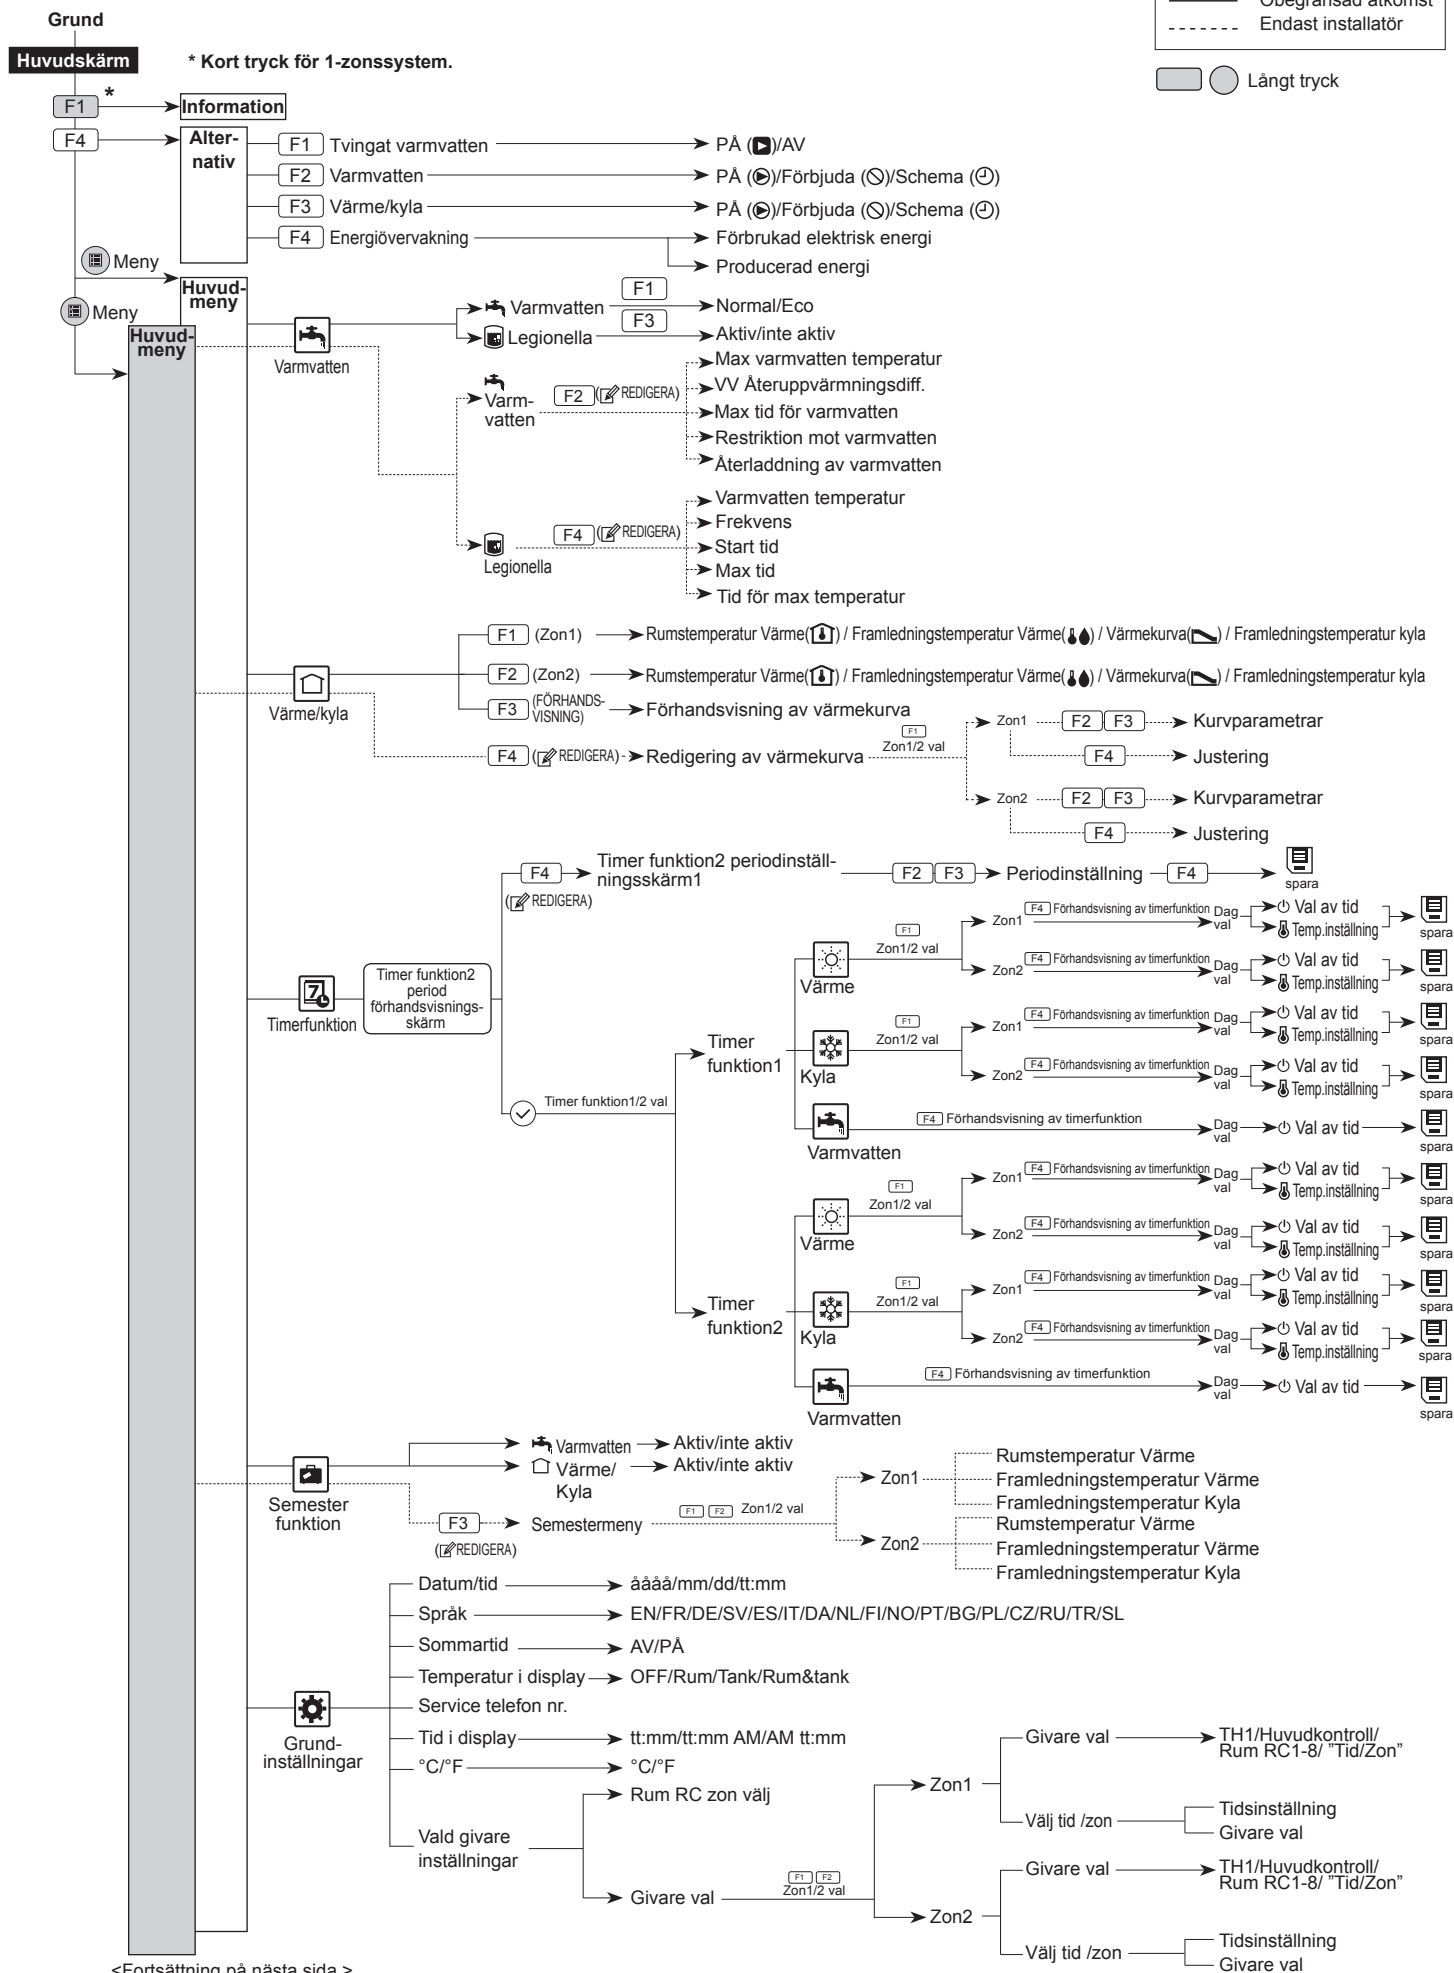 Obegränsad åtkomst
Endast installatör
Långt tryck
Grund
Huvudskärm
* Kort tryck för 1-zonssystem.
F1 * Information
F4 Alter-
nativ
F1 Tvingat varmvatten PÅ (▶)/AV
F2 Varmvatten PÅ (▶)/Förbjuda (🚫)/Schema (🕘)
F3 Värme/kyla PÅ (▶)/Förbjuda (🚫)/Schema (🕘)
F4 Energiövervakning Förbrukad elektrisk energi
Producerad energi
Meny
Huvud-
meny
Meny
Huvud-
meny
Varmvatten
Varmvatten F1 Normal/Eco
Legionella F3 Aktiv/inte aktiv
Varm-
vatten
F2 (REDIGERA)
Max varmvatten temperatur
VV Återuppvärmningsdiff.
Max tid för varmvatten
Restriktion mot varmvatten
Återladdning av varmvatten
Legionella
F4 (REDIGERA)
Varmvatten temperatur
Frekvens
Start tid
Max tid
Tid för max temperatur
Värme/kyla
F1 (Zon1) Rumstemperatur Värme() / Framledningstemperatur Värme() / Värmekurva() / Framledningstemperatur kyla
F2 (Zon2) Rumstemperatur Värme() / Framledningstemperatur Värme() / Värmekurva() / Framledningstemperatur kyla
F3 (FÖRHANDS-
VISNING) Förhandsvisning av värmekurva
F4 (REDIGERA) Redigering av värmekurva
F1
Zon1/2 val
Zon1 F2 F3 Kurvparametrar
F4 Justering
Zon2 F2 F3 Kurvparametrar
F4 Justering
Timerfunktion
Timer funktion2
period
förhandsvisnings-
skärm
F4
(REDIGERA)
Timer funktion2 periodinställ-
ningsskärm1
F2 F3 Periodinställning F4 spara
Timer funktion1/2 val
Timer
funktion1
Värme
F1
Zon1/2 val
Zon1 F4 Förhandsvisning av timerfunktion Dag
val
Val av tid
Temp.inställning
spara
Zon2 F4 Förhandsvisning av timerfunktion Dag
val
Val av tid
Temp.inställning
spara
Kyla
F1
Zon1/2 val
Zon1 F4 Förhandsvisning av timerfunktion Dag
val
Val av tid
Temp.inställning
spara
Zon2 F4 Förhandsvisning av timerfunktion Dag
val
Val av tid
Temp.inställning
spara
Varmvatten
F4 Förhandsvisning av timerfunktion Dag
val
Val av tid
spara
Timer
funktion2
Värme
F1
Zon1/2 val
Zon1 F4 Förhandsvisning av timerfunktion Dag
val
Val av tid
Temp.inställning
spara
Zon2 F4 Förhandsvisning av timerfunktion Dag
val
Val av tid
Temp.inställning
spara
Kyla
F1
Zon1/2 val
Zon1 F4 Förhandsvisning av timerfunktion Dag
val
Val av tid
Temp.inställning
spara
Zon2 F4 Förhandsvisning av timerfunktion Dag
val
Val av tid
Temp.inställning
spara
Varmvatten
F4 Förhandsvisning av timerfunktion Dag
val
Val av tid
spara
Semester
funktion
Varmvatten Aktiv/inte aktiv
Värme/
Kyla
Aktiv/inte aktiv
F3
(REDIGERA)
Semestermeny
F1 F2 Zon1/2 val
Zon1
Rumstemperatur Värme
Framledningstemperatur Värme
Framledningstemperatur Kyla
Zon2
Rumstemperatur Värme
Framledningstemperatur Värme
Framledningstemperatur Kyla
Grund-
inställningar
Datum/tid åååå/mm/dd/tt:mm
Språk EN/FR/DE/SV/ES/IT/DA/NL/FI/NO/PT/BG/PL/CZ/RU/TR/SL
Sommartid AV/PÅ
Temperatur i display OFF/Rum/Tank/Rum&tank
Service telefon nr.
Tid i display tt:mm/tt:mm AM/AM tt:mm
°C/°F °C/°F
Vald givare
inställningar
Rum RC zon välj
Givare val
F1 F2
Zon1/2 val
Zon1
Givare val TH1/Huvudkontroll/
Rum RC1-8/ ”Tid/Zon”
Välj tid /zon
Tidsinställning
Givare val
Zon2
Givare val TH1/Huvudkontroll/
Rum RC1-8/ ”Tid/Zon”
Välj tid /zon
Tidsinställning
Givare val
<Fortsättning på nästa sida.>